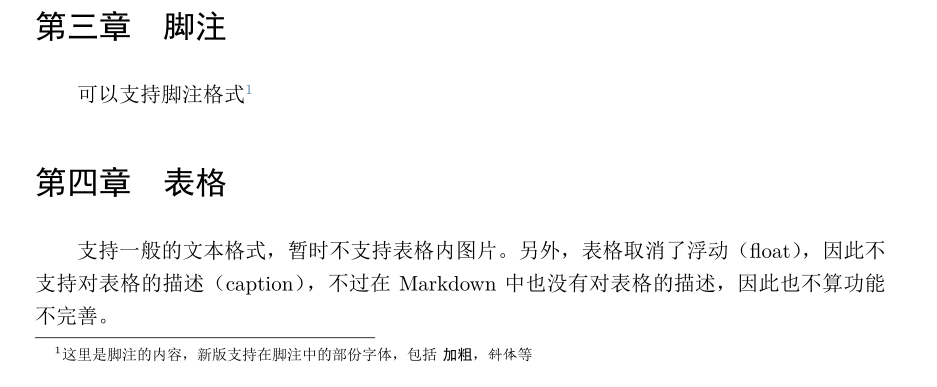 第三章 脚注
可以支持脚注格式1
第四章 表格
支持一般的文本格式，暂时不支持表格内图片。另外，表格取消了浮动（float），因此不
支持对表格的描述（caption），不过在 Markdown 中也没有对表格的描述，因此也不算功能
不完善。
1这里是脚注的内容，新版支持在脚注中的部份字体，包括 加粗，斜体等